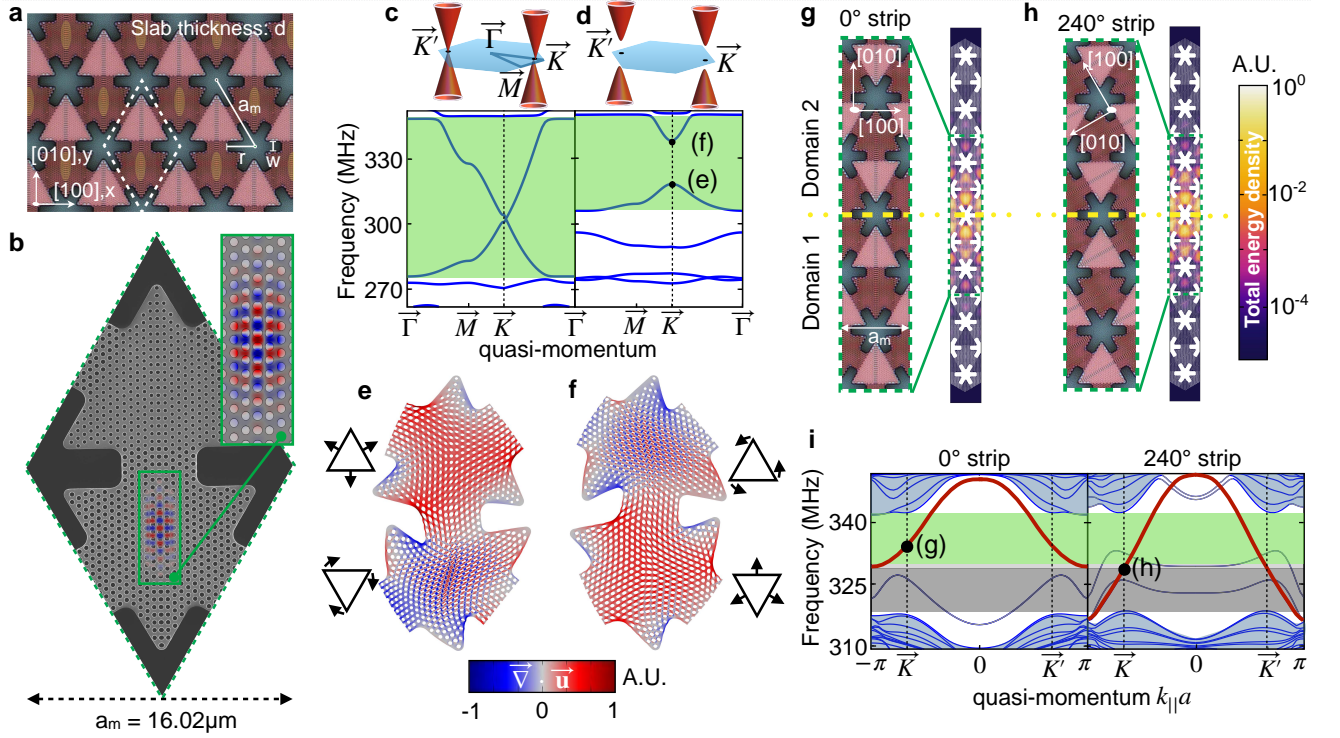 a
Slab thickness: d
a_m
r
w
[010],y
[100],x
b
a_m = 16.02μm
c
K'
Γ
K
M
d
K'
K
Frequency (MHz)
330
300
270
(f)
(e)
Γ M K Γ M K Γ
quasi-momentum
e
f
∇ · u
A.U.
-1 0 1
g
0° strip
[010]
[100]
Domain 2
Domain 1
a_m
h
240° strip
[100]
[010]
A.U.
10^0
10^-2
10^-4
Total energy density
i
0° strip
240° strip
Frequency (MHz)
340
325
310
(g)
(h)
−π K 0 K' π K 0 K' π
quasi-momentum k_||a